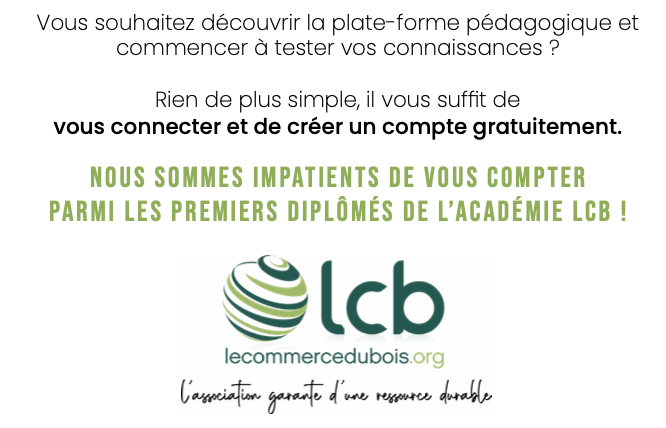 Vous souhaitez découvrir la plate-forme pédagogique et
commencer à tester vos connaissances ?
Rien de plus simple, il vous suffit de
vous connecter et de créer un compte gratuitement.
NOUS SOMMES IMPATIENTS DE VOUS COMPTER
PARMI LES PREMIERS DIPLÔMÉS DE L'ACADÉMIE LCB !
lcb
lecommercedubois.org
l'association garante d'une ressource durable